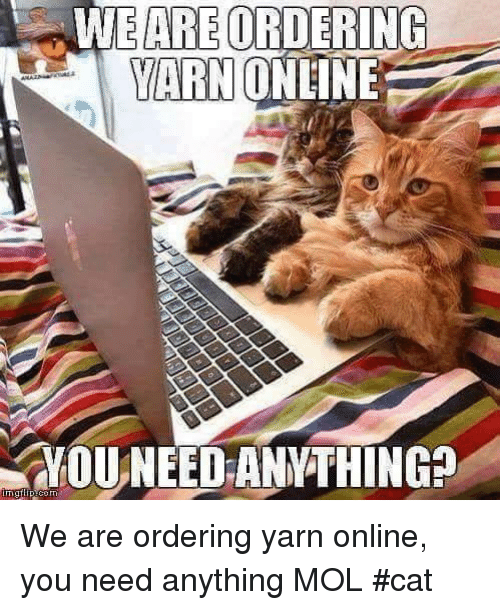 WE ARE ORDERING
YARN ONLINE
YOU NEED ANYTHING?
imgflip.com
We are ordering yarn online,
you need anything MOL #cat